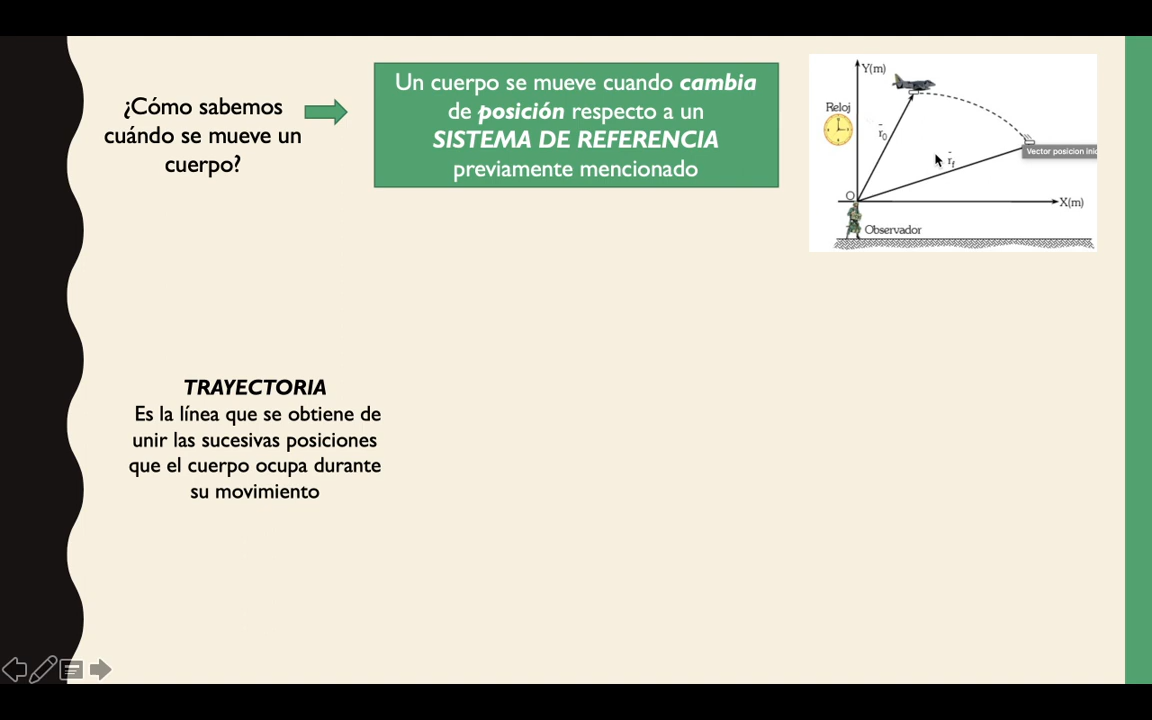 ¿Cómo sabemos
cuándo se mueve un
cuerpo?
Un cuerpo se mueve cuando cambia
de posición respecto a un
SISTEMA DE REFERENCIA
previamente mencionado
Y(m)
Reloj
r₀
r_f
Vector posicion inic
O
X(m)
Observador
TRAYECTORIA
Es la línea que se obtiene de
unir las sucesivas posiciones
que el cuerpo ocupa durante
su movimiento